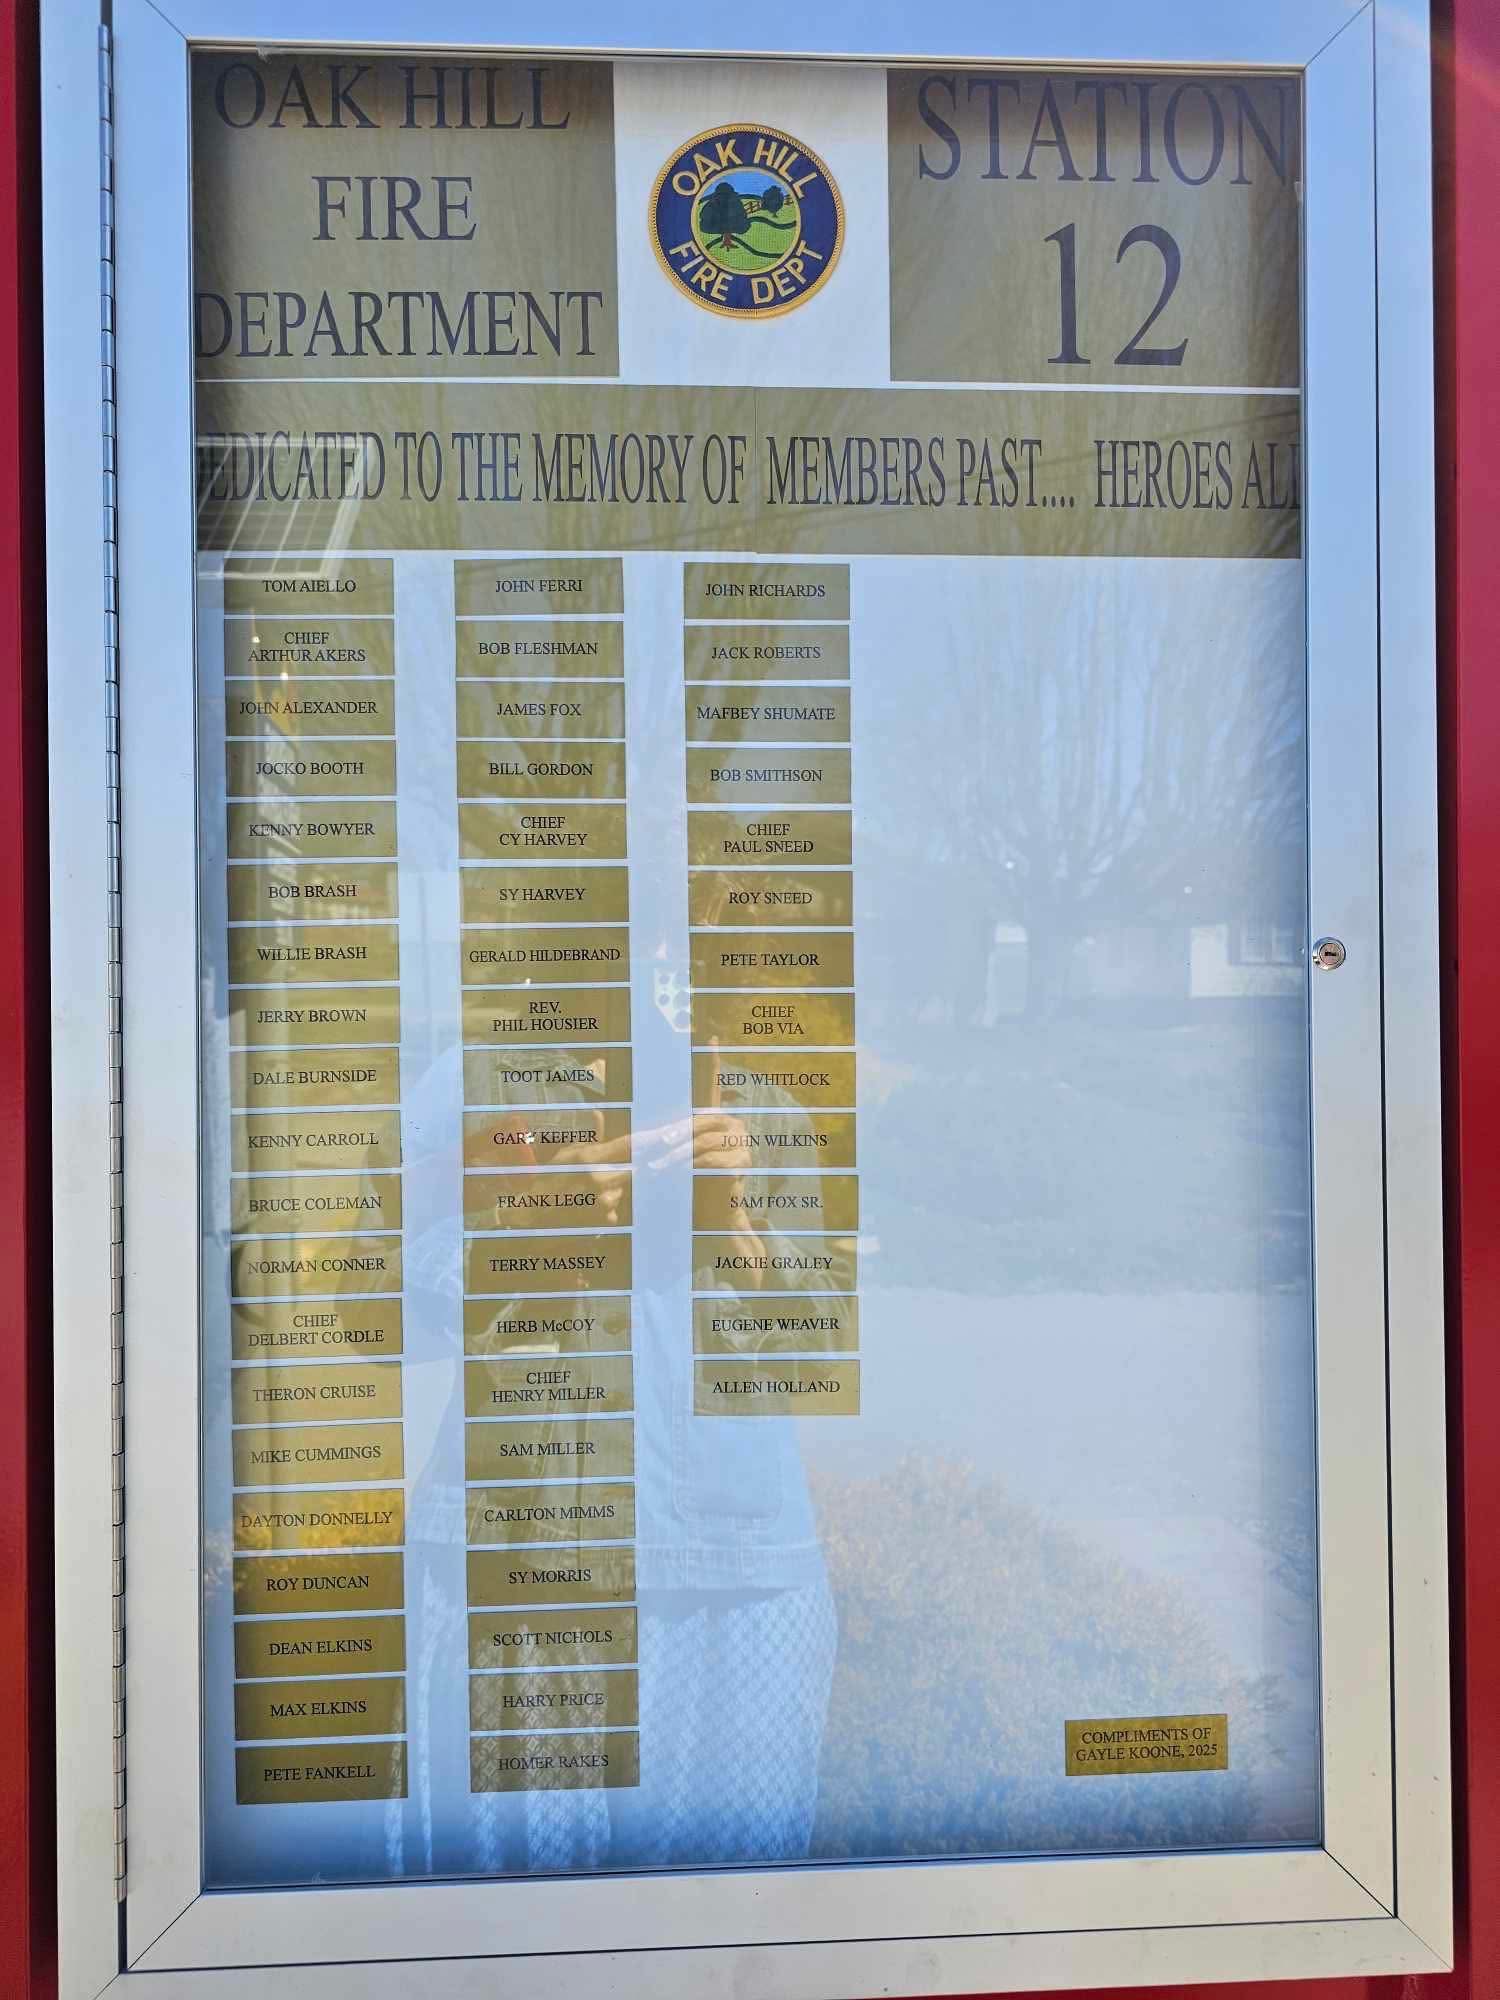 OAK HILL
FIRE
DEPARTMENT
OAK HILL
FIRE DEPT
STATION
12
DEDICATED TO THE MEMORY OF MEMBERS PAST.... HEROES ALL
TOM AIELLO
CHIEF
ARTHUR AKERS
JOHN ALEXANDER
JOCKO BOOTH
KENNY BOWYER
BOB BRASH
WILLIE BRASH
JERRY BROWN
DALE BURNSIDE
KENNY CARROLL
BRUCE COLEMAN
NORMAN CONNER
CHIEF
DELBERT CORDLE
THERON CRUISE
MIKE CUMMINGS
DAYTON DONNELLY
ROY DUNCAN
DEAN ELKINS
MAX ELKINS
PETE FANKELL
JOHN FERRI
BOB FLESHMAN
JAMES FOX
BILL GORDON
CHIEF
CY HARVEY
SY HARVEY
GERALD HILDEBRAND
REV.
PHIL HOUSIER
TOOT JAMES
GARY KEFFER
FRANK LEGG
TERRY MASSEY
HERB McCOY
CHIEF
HENRY MILLER
SAM MILLER
CARLTON MIMMS
SY MORRIS
SCOTT NICHOLS
HARRY PRICE
HOMER RAKES
JOHN RICHARDS
JACK ROBERTS
MAFBEY SHUMATE
BOB SMITHSON
CHIEF
PAUL SNEED
ROY SNEED
PETE TAYLOR
CHIEF
BOB VIA
RED WHITLOCK
JOHN WILKINS
SAM FOX SR.
JACKIE GRALEY
EUGENE WEAVER
ALLEN HOLLAND
COMPLIMENTS OF
GAYLE KOONE, 2025